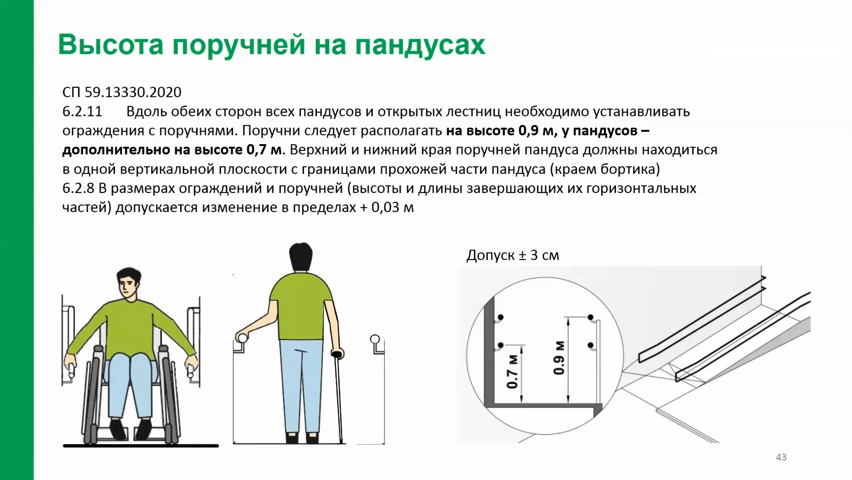 Высота поручней на пандусах
СП 59.13330.2020
6.2.11 Вдоль обеих сторон всех пандусов и открытых лестниц необходимо устанавливать
ограждения с поручнями. Поручни следует располагать на высоте 0,9 м, у пандусов –
дополнительно на высоте 0,7 м. Верхний и нижний края поручней пандуса должны находиться
в одной вертикальной плоскости с границами прохожей части пандуса (краем бортика)
6.2.8 В размерах ограждений и поручней (высоты и длины завершающих их горизонтальных
частей) допускается изменение в пределах + 0,03 м
Допуск ± 3 см
0.7 м
0.9 м
43